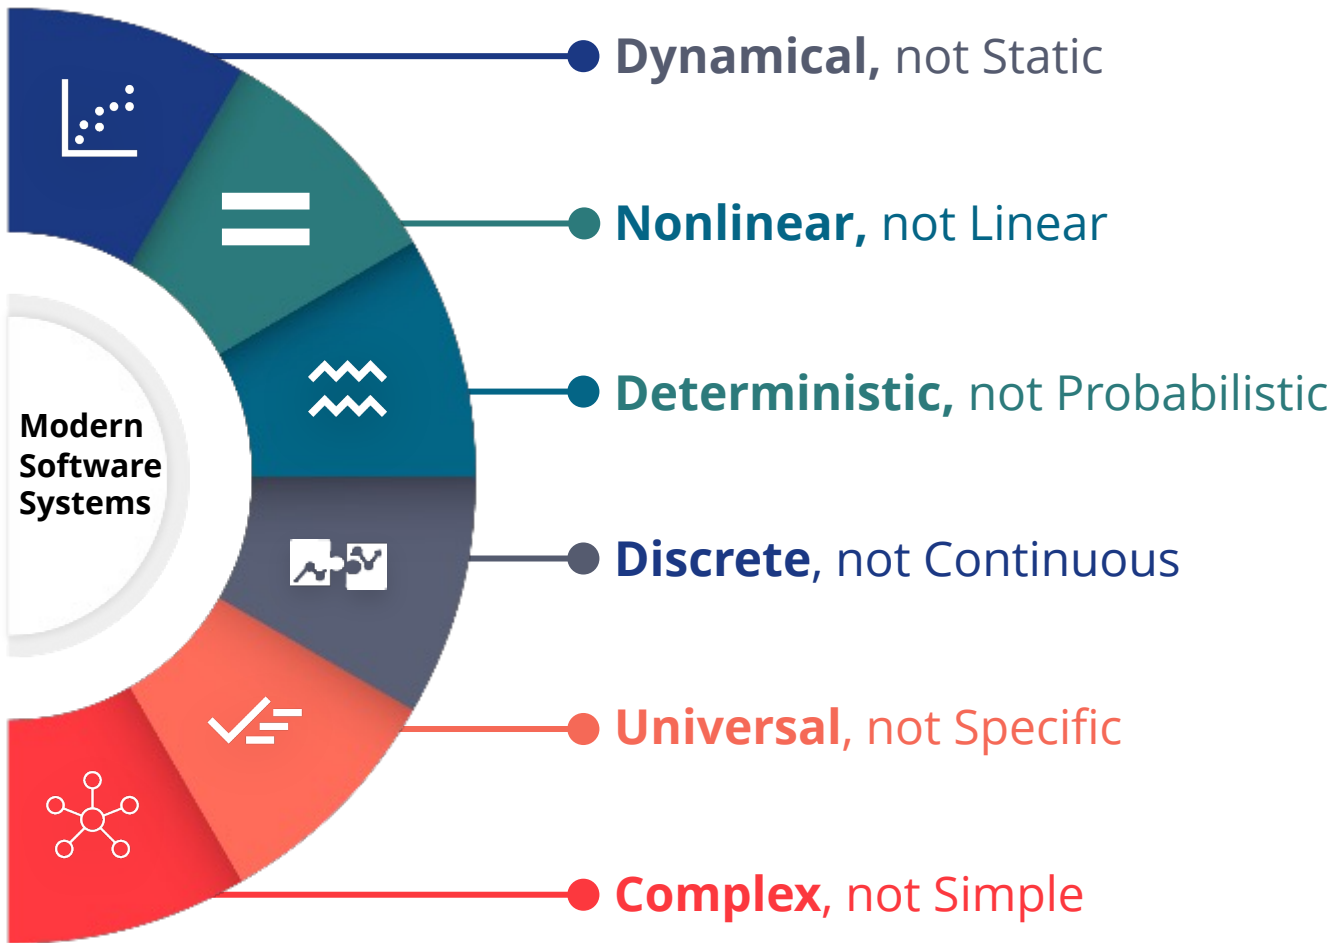 Dynamical, not Static
Nonlinear, not Linear
Deterministic, not Probabilistic
Modern
Software
Systems
Discrete, not Continuous
Universal, not Specific
Complex, not Simple